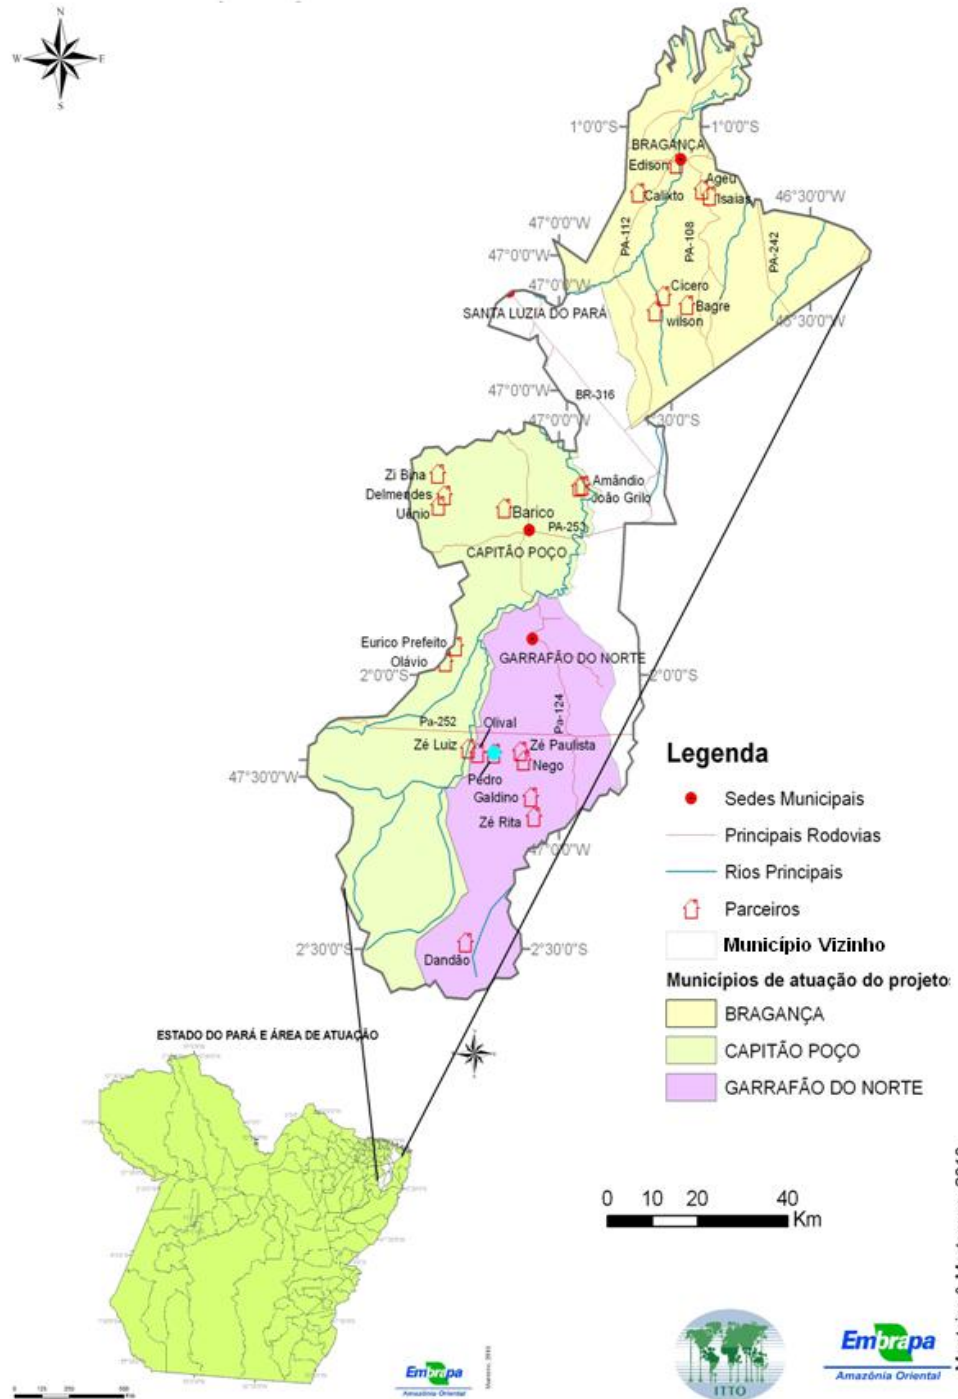 N
W
E
S
1°0'0"S
1°0'0"S
BRAGANÇA
Edison
Ageu
Calixto
Isaias
46°30'0"W
47°0'0"W
PA-112
PA-108
PA-242
47°0'0"W
47°0'0"W
Cicero
Bagre
wilson
SANTA LUZIA DO PARÁ
46°30'0"W
47°0'0"W
BR-316
47°0'0"W
1°30'0"S
Zi Bina
Delmendes
Uênio
Barico
Amândio
João Grilo
PA-253
CAPITÃO POÇO
Eurico Prefeito
Olávio
GARRAFÃO DO NORTE
2°0'0"S
2°0'0"S
Pa-252
Olival
Pa-124
Zé Luiz
Zé Paulista
Nego
47°30'0"W
Pedro
Galdino
Zé Rita
47°0'0"W
2°30'0"S
2°30'0"S
Dandão
Legenda
Sedes Municipais
Principais Rodovias
Rios Principais
Parceiros
Município Vizinho
Municípios de atuação do projeto:
BRAGANÇA
CAPITÃO POÇO
GARRAFÃO DO NORTE
ESTADO DO PARÁ E ÁREA DE ATUAÇÃO
0 10 20 40
Km
ITTO
Embrapa
Amazônia Oriental
Embrapa
Amazônia Oriental